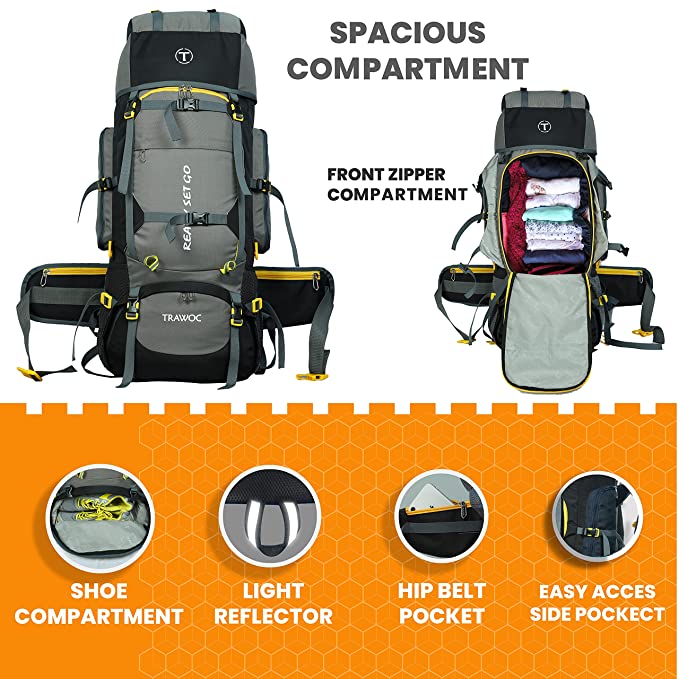 SPACIOUS
COMPARTMENT
T
READY SET GO
TRAWOC
T
FRONT ZIPPER
COMPARTMENT
SHOE
COMPARTMENT
LIGHT
REFLECTOR
HIP BELT
POCKET
EASY ACCES
SIDE POCKECT